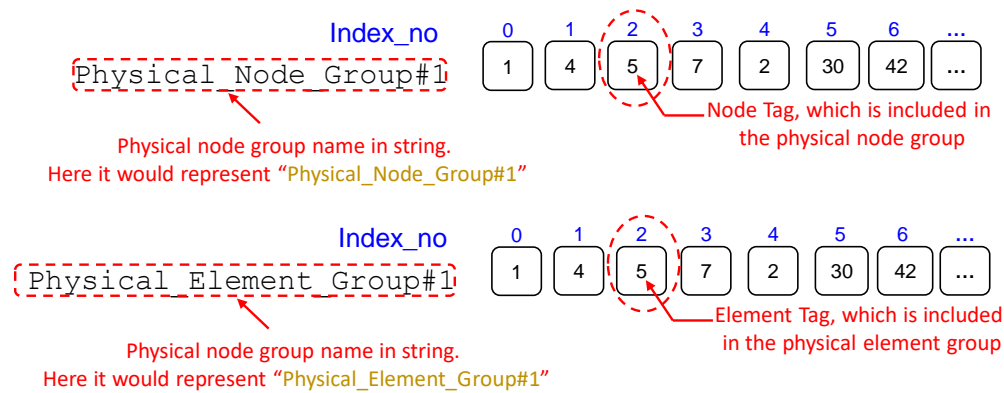 Index_no 0 1 2 3 4 5 6 ...
Physical_Node_Group#1 1 4 5 7 2 30 42 ...
Node Tag, which is included in
the physical node group
Physical node group name in string.
Here it would represent “Physical_Node_Group#1”
Index_no 0 1 2 3 4 5 6 ...
Physical_Element_Group#1 1 4 5 7 2 30 42 ...
Element Tag, which is included
in the physical element group
Physical node group name in string.
Here it would represent “Physical_Element_Group#1”